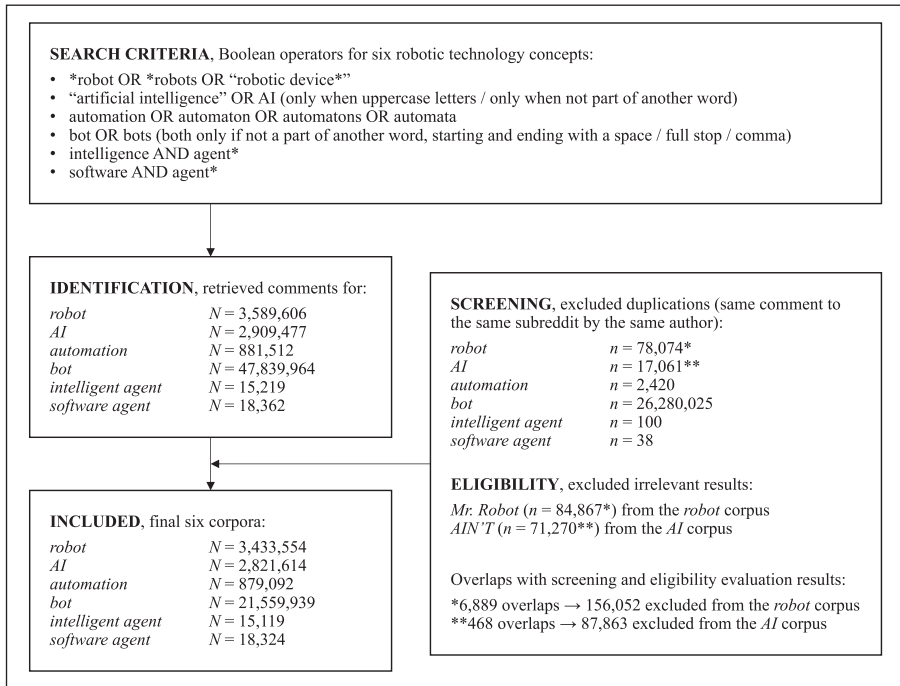 SEARCH CRITERIA, Boolean operators for six robotic technology concepts:
• *robot OR *robots OR “robotic device*”
• “artificial intelligence” OR AI (only when uppercase letters / only when not part of another word)
• automation OR automaton OR automatons OR automata
• bot OR bots (both only if not a part of another word, starting and ending with a space / full stop / comma)
• intelligence AND agent*
• software AND agent*
IDENTIFICATION, retrieved comments for:
robot N = 3,589,606
AI N = 2,909,477
automation N = 881,512
bot N = 47,839,964
intelligent agent N = 15,219
software agent N = 18,362
SCREENING, excluded duplications (same comment to
the same subreddit by the same author):
robot n = 78,074*
AI n = 17,061**
automation n = 2,420
bot n = 26,280,025
intelligent agent n = 100
software agent n = 38
ELIGIBILITY, excluded irrelevant results:
Mr. Robot (n = 84,867*) from the robot corpus
AIN’T (n = 71,270**) from the AI corpus
Overlaps with screening and eligibility evaluation results:
*6,889 overlaps → 156,052 excluded from the robot corpus
**468 overlaps → 87,863 excluded from the AI corpus
INCLUDED, final six corpora:
robot N = 3,433,554
AI N = 2,821,614
automation N = 879,092
bot N = 21,559,939
intelligent agent N = 15,119
software agent N = 18,324